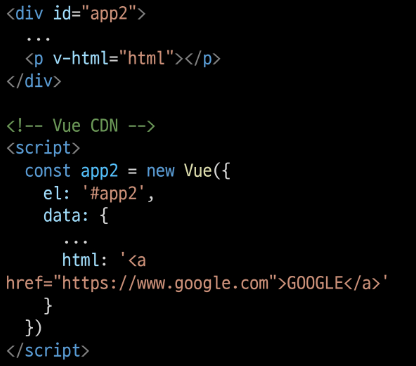 <div id="app2">
  ...
  <p v-html="html"></p>
</div>

<!-- Vue CDN -->
<script>
  const app2 = new Vue({
    el: '#app2',
    data: {
      ...
      html: '<a
href="https://www.google.com">GOOGLE</a>'
    }
  })
</script>